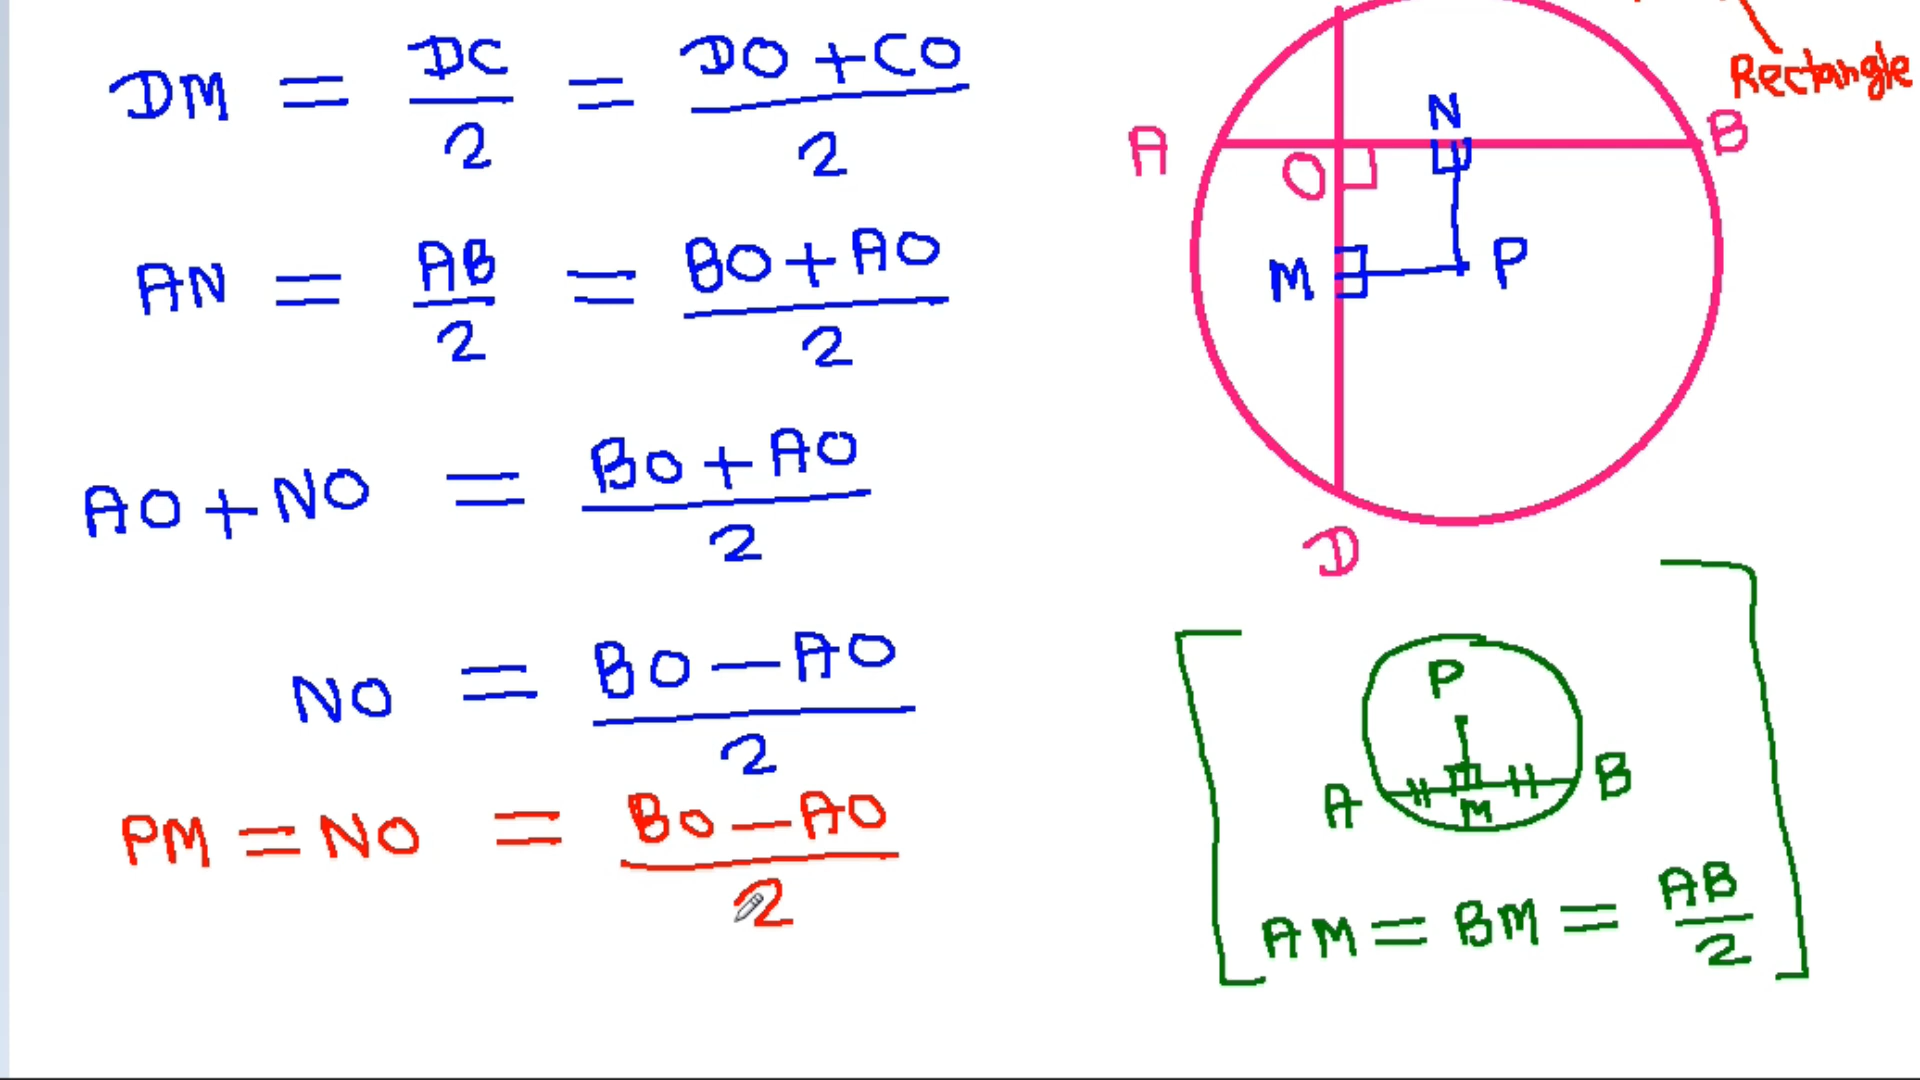 DM = DC/2 = DO + CO/2
AN = AB/2 = BO + AO/2
AO + NO = BO + AO/2
NO = BO - AO/2
PM = NO = BO - AO/2
Rectangle
A
N
B
O
M
P
D
P
A
M
B
AM = BM = AB/2